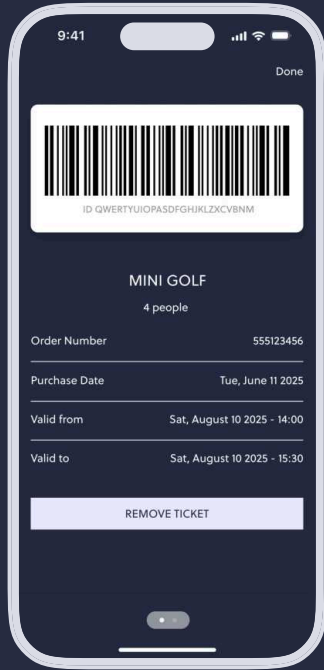 9:41
Done
ID QWERTYUIOPASDFGHJKLZXCVBNM
MINI GOLF
4 people
Order Number 555123456
Purchase Date Tue, June 11 2025
Valid from Sat, August 10 2025 - 14:00
Valid to Sat, August 10 2025 - 15:30
REMOVE TICKET